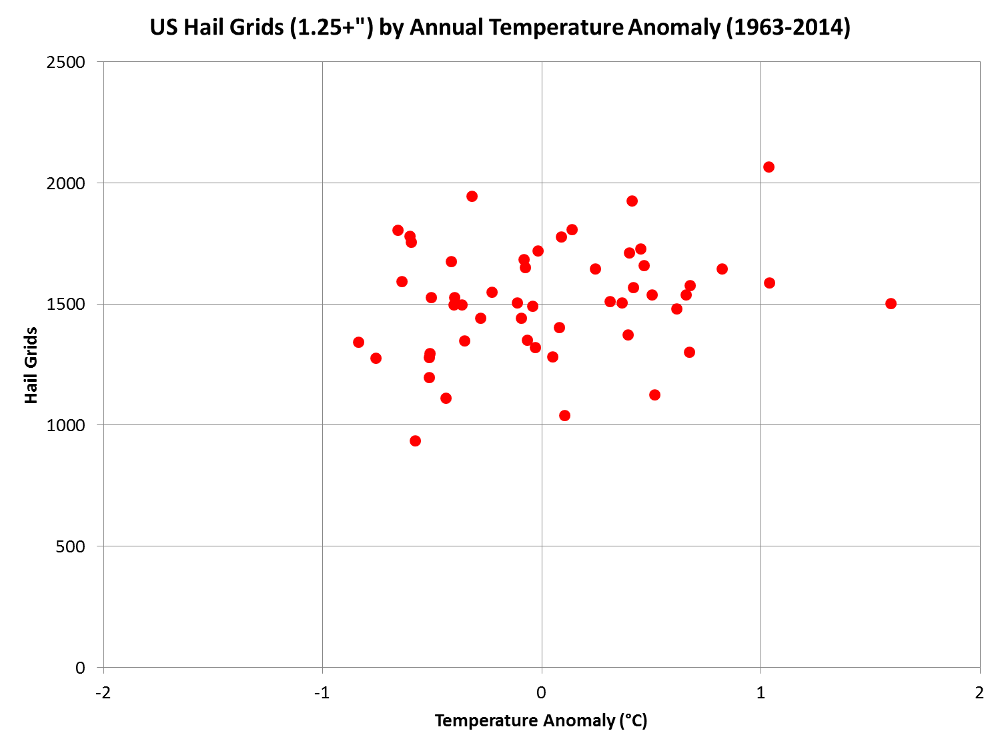 US Hail Grids (1.25+") by Annual Temperature Anomaly (1963-2014)
2500
2000
1500
1000
500
0
Hail Grids
-2 -1 0 1 2
Temperature Anomaly (°C)